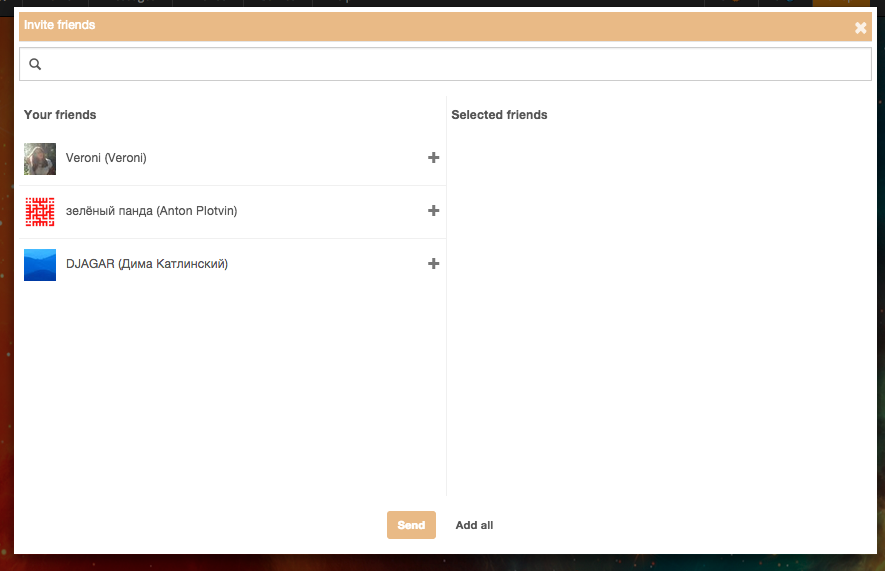 Invite friends
Your friends
Selected friends
Veroni (Veroni)
зелёный панда (Anton Plotvin)
DJAGAR (Дима Катлинский)
Send
Add all